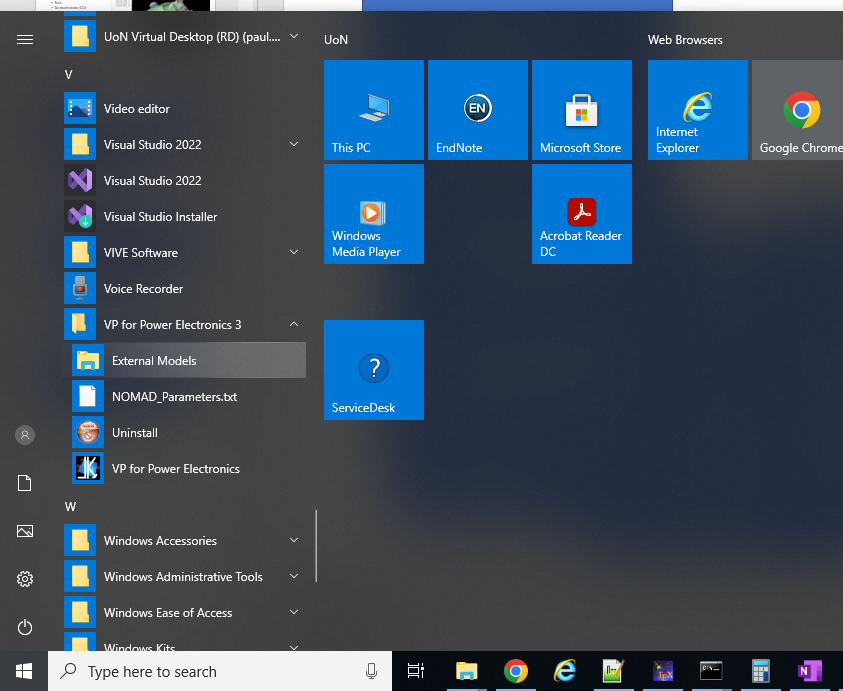 UoN Virtual Desktop (RD) (paul....
V
Video editor
Visual Studio 2022
Visual Studio 2022
Visual Studio Installer
VIVE Software
Voice Recorder
VP for Power Electronics 3
External Models
NOMAD_Parameters.txt
Uninstall
VP for Power Electronics
W
Windows Accessories
Windows Administrative Tools
Windows Ease of Access
Windows Kits
UoN
This PC
EN
EndNote
Microsoft Store
Windows
Media Player
Acrobat Reader
DC
?
ServiceDesk
Web Browsers
Internet
Explorer
Google Chrome
Type here to search